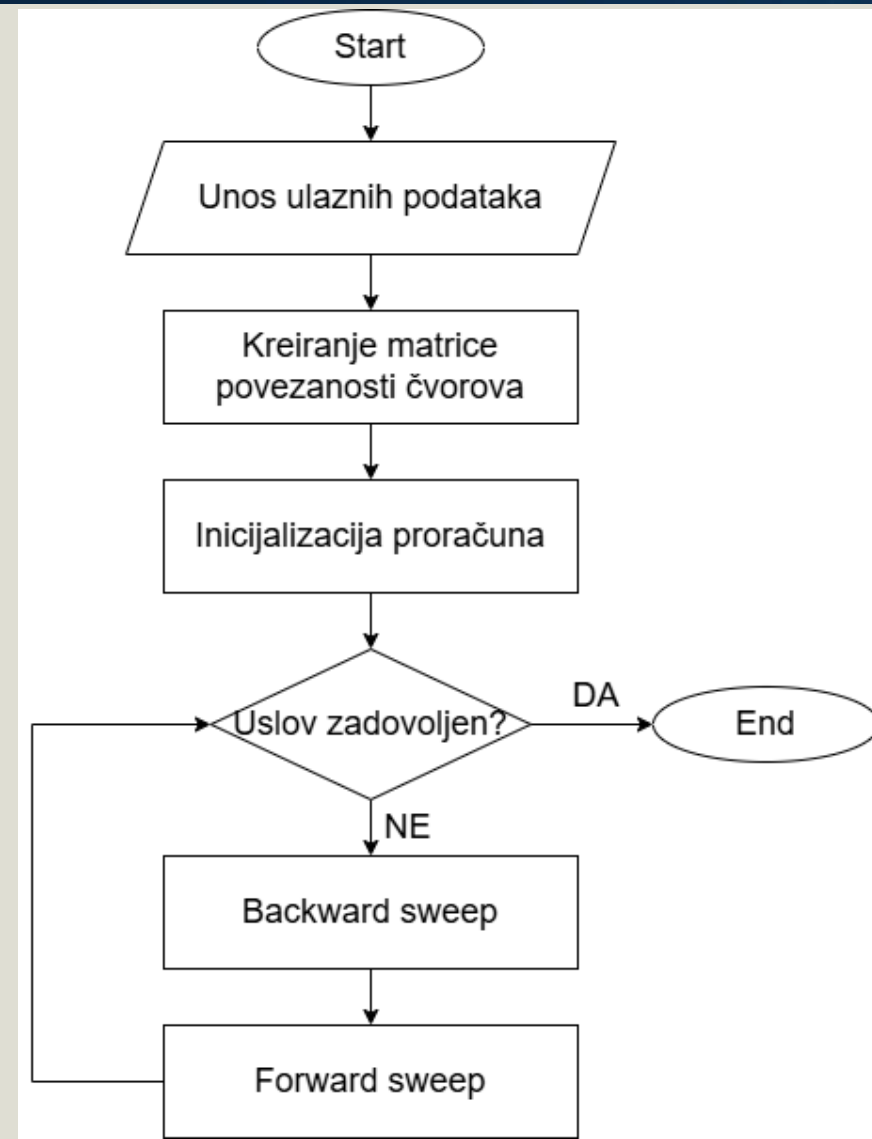 Start
Unos ulaznih podataka
Kreiranje matrice
povezanosti čvorova
Inicijalizacija proračuna
Uslov zadovoljen?
DA
End
NE
Backward sweep
Forward sweep